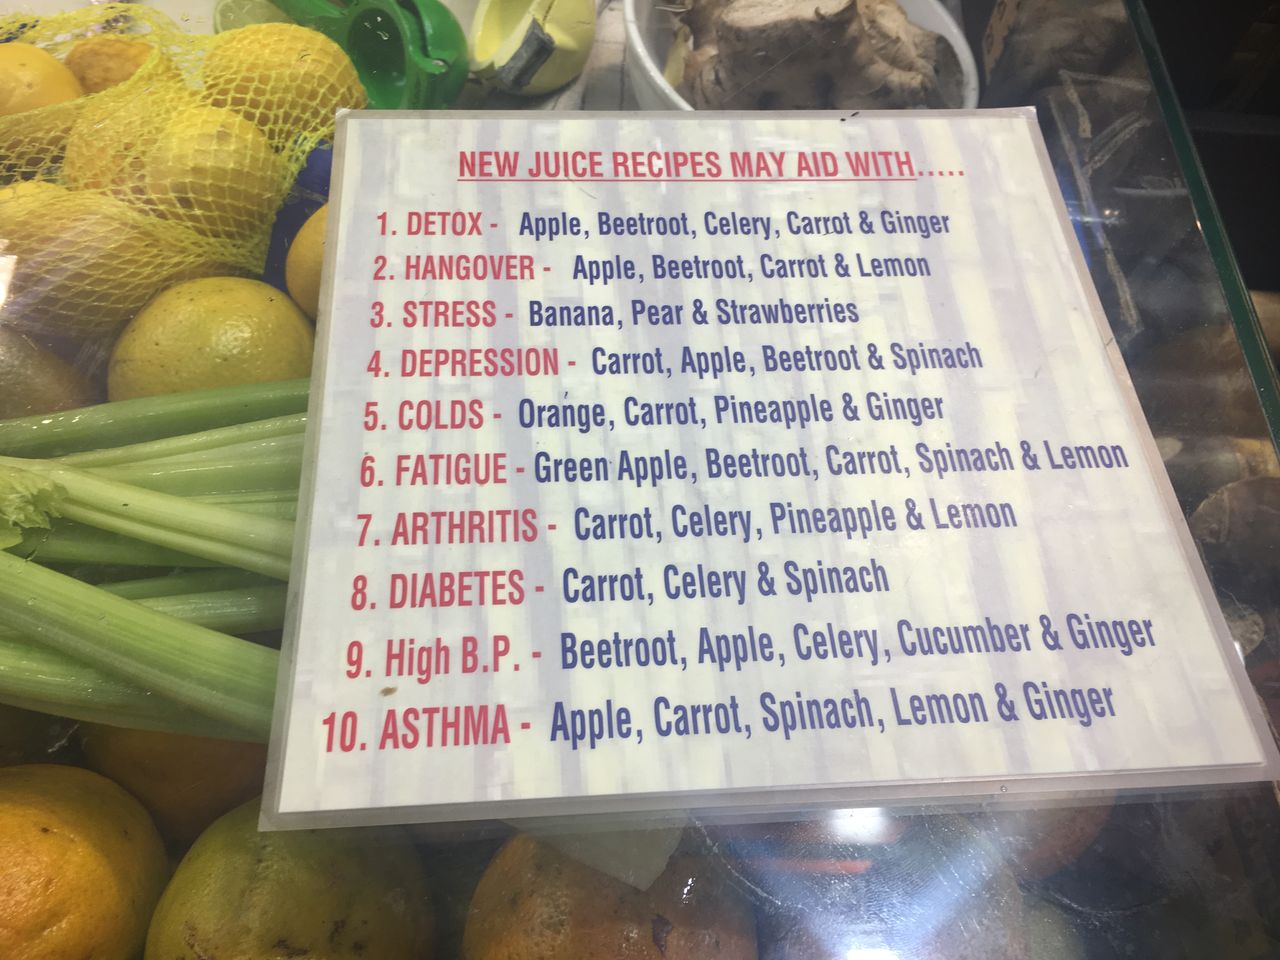 NEW JUICE RECIPES MAY AID WITH.....
1. DETOX - Apple, Beetroot, Celery, Carrot & Ginger
2. HANGOVER - Apple, Beetroot, Carrot & Lemon
3. STRESS - Banana, Pear & Strawberries
4. DEPRESSION - Carrot, Apple, Beetroot & Spinach
5. COLDS - Orange, Carrot, Pineapple & Ginger
6. FATIGUE - Green Apple, Beetroot, Carrot, Spinach & Lemon
7. ARTHRITIS - Carrot, Celery, Pineapple & Lemon
8. DIABETES - Carrot, Celery & Spinach
9. High B.P. - Beetroot, Apple, Celery, Cucumber & Ginger
10. ASTHMA - Apple, Carrot, Spinach, Lemon & Ginger